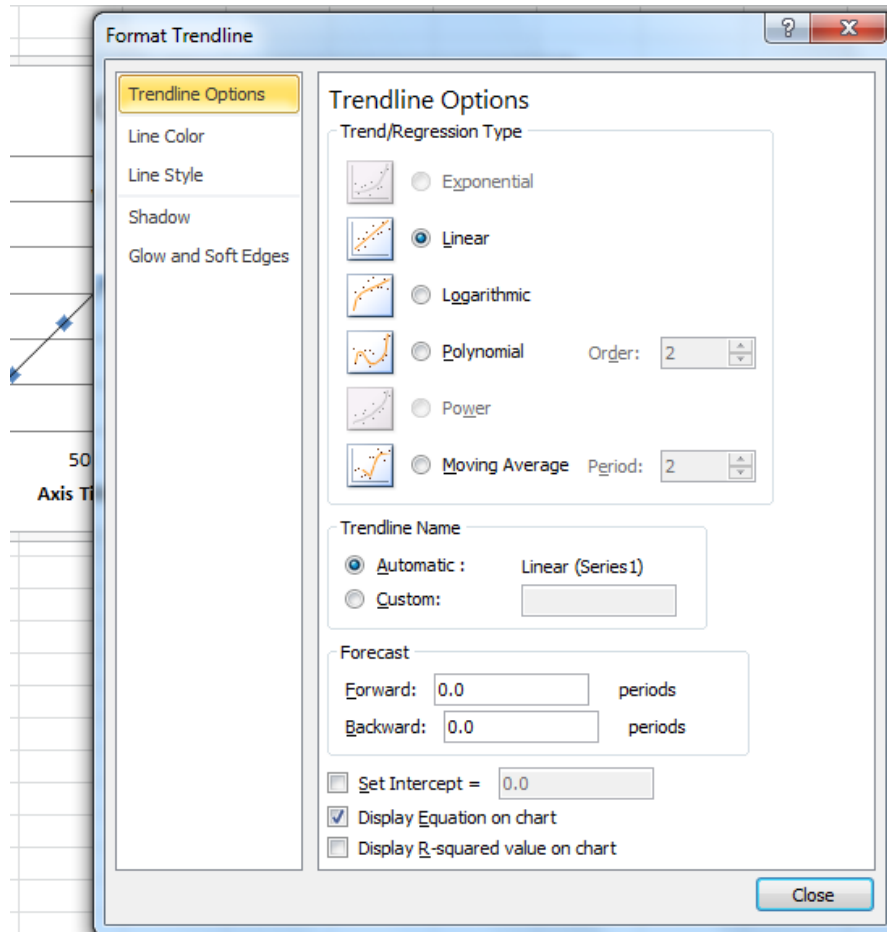 Format Trendline
Trendline Options
Line Color
Line Style
Shadow
Glow and Soft Edges
Trendline Options
Trend/Regression Type
Exponential
Linear
Logarithmic
Polynomial Order: 2
Power
Moving Average Period: 2
Trendline Name
Automatic : Linear (Series1)
Custom:
Forecast
Forward: 0.0 periods
Backward: 0.0 periods
Set Intercept = 0.0
Display Equation on chart
Display R-squared value on chart
Close
50
Axis Ti